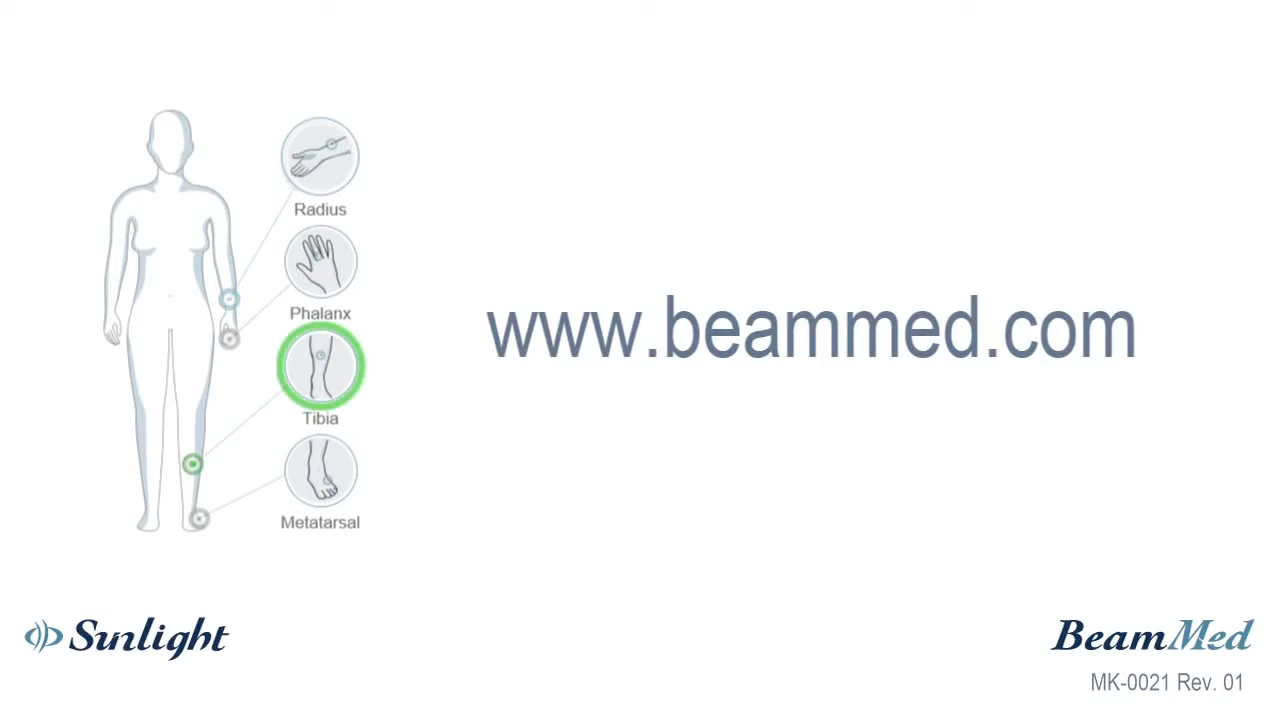 Radius
Phalanx
Tibia
Metatarsal
www.beammed.com
Sunlight
BeamMed
MK-0021 Rev. 01